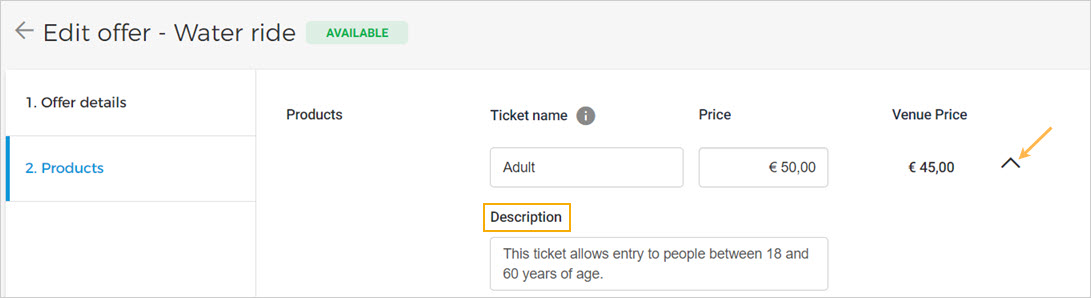 Edit offer - Water ride AVAILABLE
1. Offer details
2. Products
Products Ticket name i Price Venue Price
Adult € 50,00 € 45,00
Description
This ticket allows entry to people between 18 and
60 years of age.